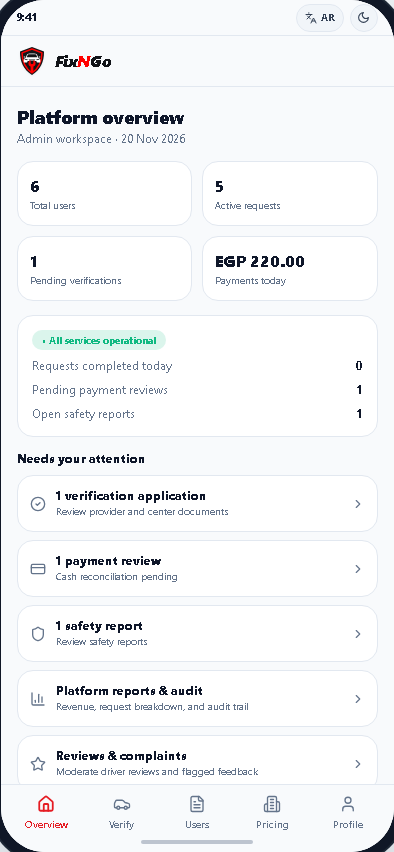 9:41
AR
FixNGo
Platform overview
Admin workspace · 20 Nov 2026
6
Total users
5
Active requests
1
Pending verifications
EGP 220.00
Payments today
• All services operational
Requests completed today 0
Pending payment reviews 1
Open safety reports 1
Needs your attention
1 verification application
Review provider and center documents
1 payment review
Cash reconciliation pending
1 safety report
Review safety reports
Platform reports & audit
Revenue, request breakdown, and audit trail
Reviews & complaints
Moderate driver reviews and flagged feedback
Overview Verify Users Pricing Profile